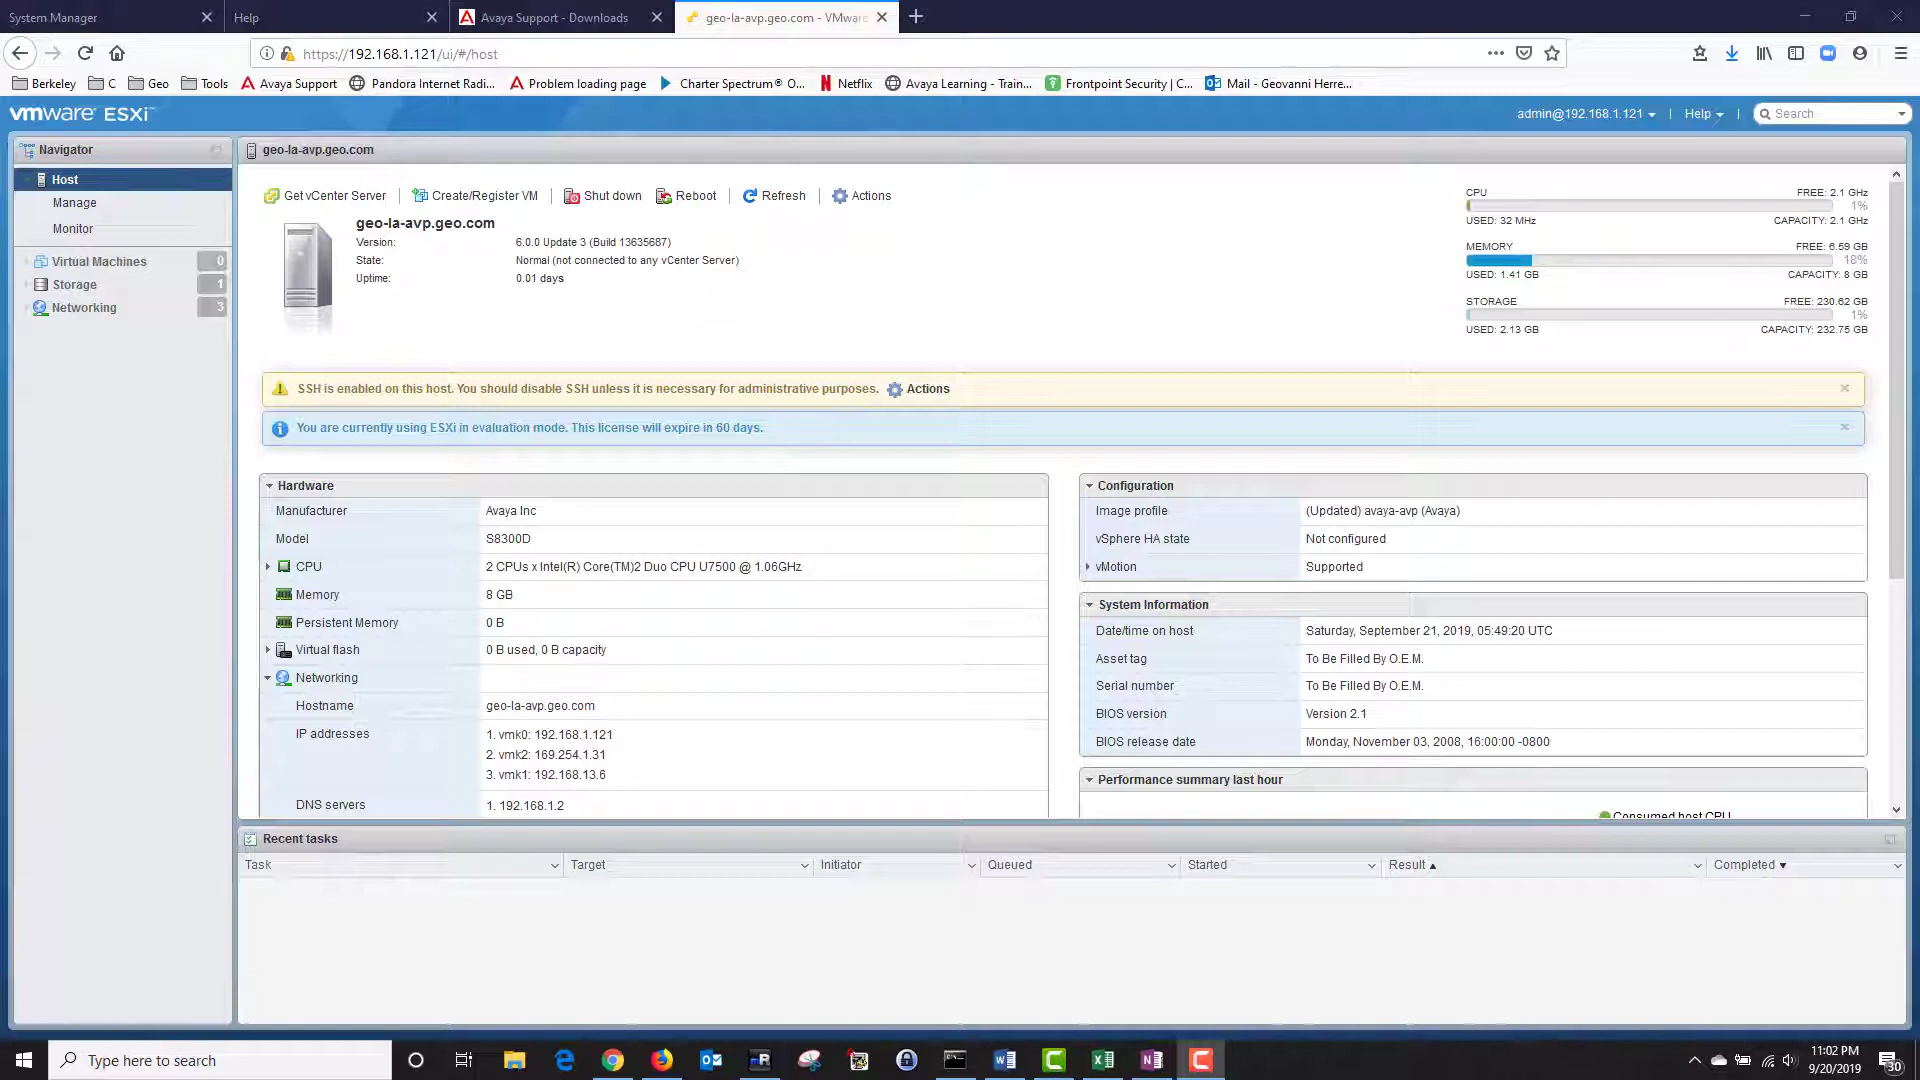 System Manager
Help
Avaya Support - Downloads
geo-la-avp.geo.com - VMware
https://192.168.1.121/ui/#/host
Berkeley
C
Geo
Tools
Avaya Support
Pandora Internet Radi...
Problem loading page
Charter Spectrum® O...
Netflix
Avaya Learning - Train...
Frontpoint Security | C...
Mail - Geovanni Herre...
vmware ESXi
admin@192.168.1.121
Help
Search
Navigator
Host
Manage
Monitor
Virtual Machines 0
Storage 1
Networking 3
geo-la-avp.geo.com
Get vCenter Server
Create/Register VM
Shut down
Reboot
Refresh
Actions
geo-la-avp.geo.com
Version: 6.0.0 Update 3 (Build 13635687)
State: Normal (not connected to any vCenter Server)
Uptime: 0.01 days
CPU FREE: 2.1 GHz
1%
USED: 32 MHz CAPACITY: 2.1 GHz
MEMORY FREE: 6.59 GB
18%
USED: 1.41 GB CAPACITY: 8 GB
STORAGE FREE: 230.62 GB
1%
USED: 2.13 GB CAPACITY: 232.75 GB
SSH is enabled on this host. You should disable SSH unless it is necessary for administrative purposes. Actions
You are currently using ESXi in evaluation mode. This license will expire in 60 days.
Hardware
Manufacturer Avaya Inc
Model S8300D
CPU 2 CPUs x Intel(R) Core(TM)2 Duo CPU U7500 @ 1.06GHz
Memory 8 GB
Persistent Memory 0 B
Virtual flash 0 B used, 0 B capacity
Networking
Hostname geo-la-avp.geo.com
IP addresses 1. vmk0: 192.168.1.121
2. vmk2: 169.254.1.31
3. vmk1: 192.168.13.6
DNS servers 1. 192.168.1.2
Configuration
Image profile (Updated) avaya-avp (Avaya)
vSphere HA state Not configured
vMotion Supported
System Information
Date/time on host Saturday, September 21, 2019, 05:49:20 UTC
Asset tag To Be Filled By O.E.M.
Serial number To Be Filled By O.E.M.
BIOS version Version 2.1
BIOS release date Monday, November 03, 2008, 16:00:00 -0800
Performance summary last hour
Consumed host CPU
Recent tasks
Task Target Initiator Queued Started Result Completed
Type here to search
11:02 PM
9/20/2019
30